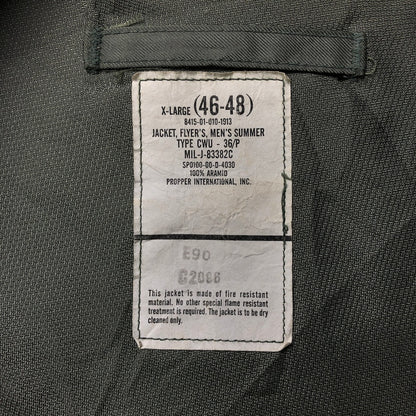 X-LARGE (46-48)
8415-01-010-1913
JACKET, FLYER'S, MEN'S SUMMER
TYPE CWU - 36/P
MIL-J-83382C
SPO100-00-D-4030
100% ARAMID
PROPPER INTERNATIONAL, INC.
E90
G2086
This jacket is made of fire resistant
material. No other special flame resistant
treatment is required. The jacket is to be dry
cleaned only.